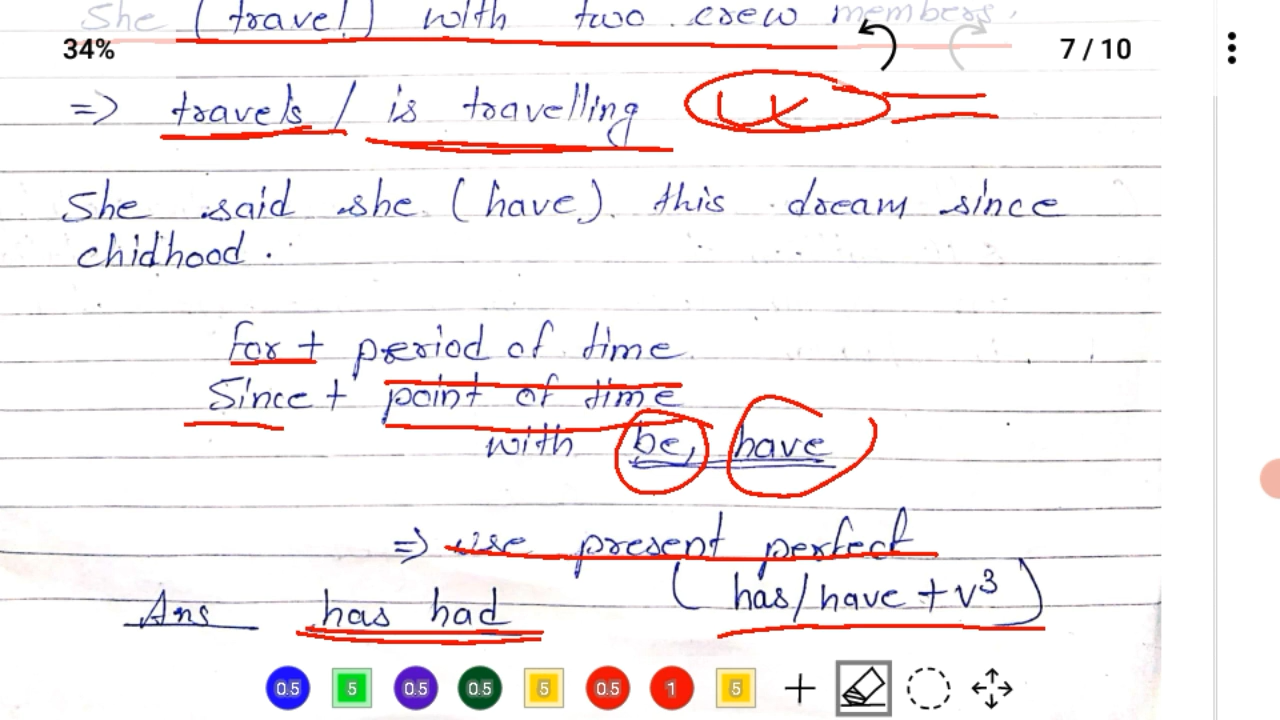 She (travel) with two crew members.
34%
7 / 10
=> travels / is travelling
She said she (have) this dream since
chidhood.
For + period of time
Since + point of time
with be, have
=> use present perfect
(has/have + v³)
Ans has had
0.5 5 0.5 0.5 5 0.5 1 5